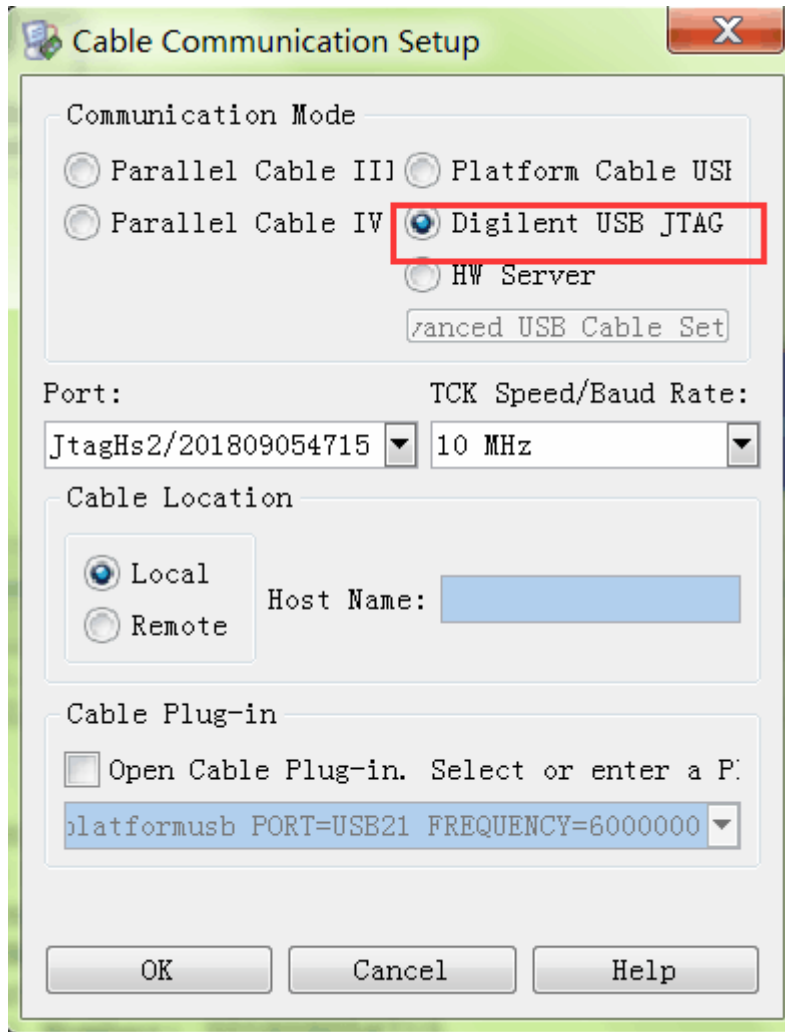 Cable Communication Setup
Communication Mode
Parallel Cable III
Platform Cable USB
Parallel Cable IV
Digilent USB JTAG
HW Server
vanced USB Cable Set
Port:
TCK Speed/Baud Rate:
JtagHs2/201809054715
10 MHz
Cable Location
Local
Remote
Host Name:
Cable Plug-in
Open Cable Plug-in. Select or enter a
platformusb PORT=USB21 FREQUENCY=6000000
OK
Cancel
Help